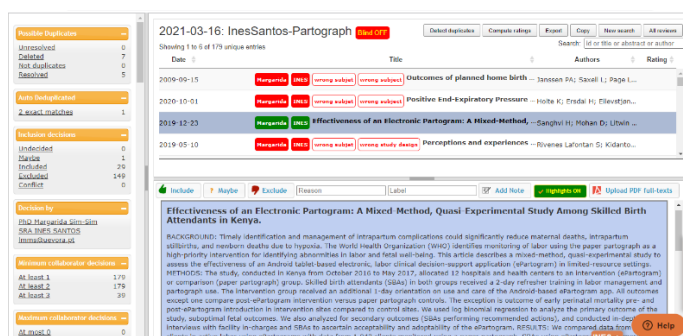 Possible Duplicates
Unresolved 0
Deleted 7
Not duplicates 0
Resolved 5
Auto Deduplicated
2 exact matches 1
Inclusion decisions
Undecided 0
Maybe 1
Included 29
Excluded 149
Conflict 0
Decision by
PhD Margarida Sim-Sim
SRA INES SANTOS
Imma@uevora.pt
Minimum collaborator decisions
At least 1 179
At least 2 179
At least 3 39
Maximum collaborator decisions
At most 0 0
2021-03-16: InesSantos-Partograph Blind OFF
Detect duplicates Compute ratings Export Copy New search All reviews
Showing 1 to 6 of 179 unique entries
Search: id or title or abstract or author
Date Title Authors Rating
2009-09-15 Margarida INES wrong subjet wrong subject Outcomes of planned home birth ... Janssen PA; Saxell L; Page L...
2020-10-01 Margarida INES wrong subjet wrong subject Positive End-Expiratory Pressure ... Holte K; Ersdal H; Eilevstjøn...
2019-12-23 Margarida INES Effectiveness of an Electronic Partogram: A Mixed-Method, ... Sanghvi H; Mohan D; Litwin ...
2019-05-10 Margarida INES wrong subjet wrong study design Perceptions and experiences ... Rivenes Lafontan S; Kidanto...
Include Maybe Exclude Reason Label Add Note Highlights ON Upload PDF full-texts
Effectiveness of an Electronic Partogram: A Mixed-Method, Quasi-Experimental Study Among Skilled Birth
Attendants in Kenya.
BACKGROUND: Timely identification and management of intrapartum complications could significantly reduce maternal deaths, intrapartum
stillbirths, and newborn deaths due to hypoxia. The World Health Organization (WHO) identifies monitoring of labor using the paper partograph as a
high-priority intervention for identifying abnormalities in labor and fetal well-being. This article describes a mixed-method, quasi-experimental study to
assess the effectiveness of an Android tablet-based electronic, labor clinical decision-support application (ePartogram) in limited-resource settings.
METHODS: The study, conducted in Kenya from October 2016 to May 2017, allocated 12 hospitals and health centers to an intervention (ePartogram)
or comparison (paper partograph) group. Skilled birth attendants (SBAs) in both groups received a 2-day refresher training in labor management and
partograph use. The intervention group received an additional 1-day orientation on use and care of the Android-based ePartogram app. All outcomes
except one compare post-ePartogram intervention versus paper partograph controls. The exception is outcome of early perinatal mortality pre- and
post-ePartogram introduction in intervention sites compared to control sites. We used log binomial regression to analyze the primary outcome of the
study, suboptimal fetal outcomes. We also analyzed for secondary outcomes (SBAs performing recommended actions), and conducted in-depth
interviews with facility in-charges and SBAs to ascertain acceptability and adaptability of the ePartogram. RESULTS: We compared data from
Help